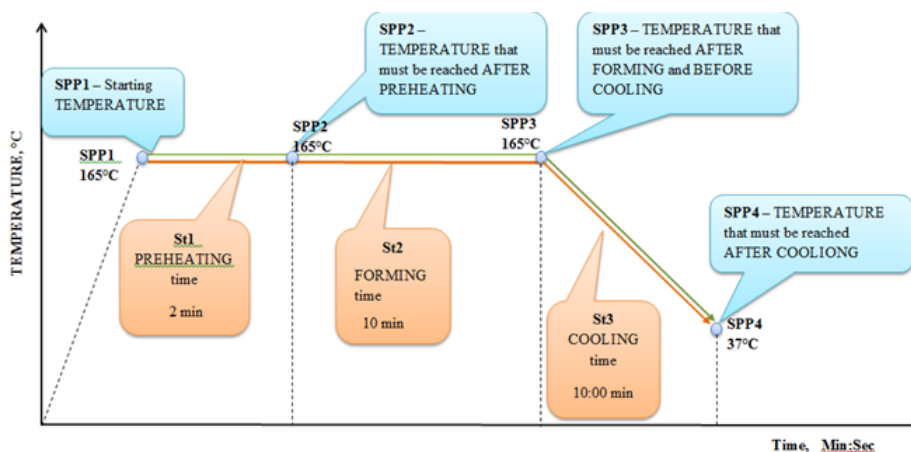 SPP1 – Starting
TEMPERATURE
SPP2 –
TEMPERATURE that
must be reached AFTER
PREHEATING
SPP3 – TEMPERATURE that
must be reached AFTER
FORMING and BEFORE
COOLING
SPP1
165°C
SPP2
165°C
SPP3
165°C
St1
PREHEATING
time
2 min
St2
FORMING
time
10 min
St3
COOLING
time
10:00 min
SPP4 – TEMPERATURE
that must be reached
AFTER COOLIONG
SPP4
37°C
TEMPERATURE, °C
Time, Min:Sec